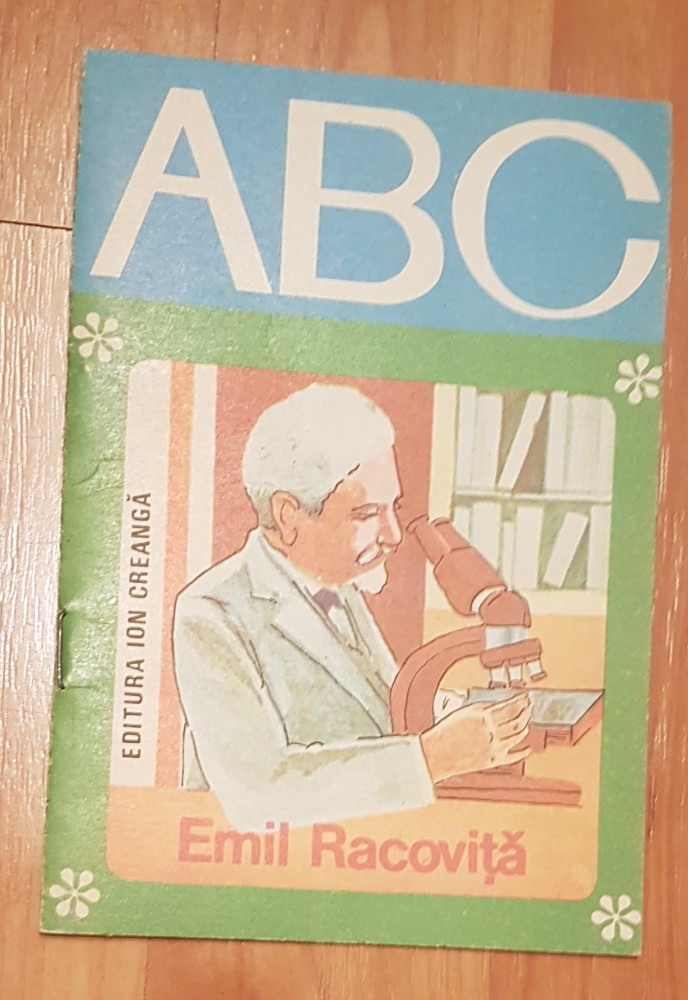 ABC
EDITURA ION CREANGĂ
Emil Racoviță